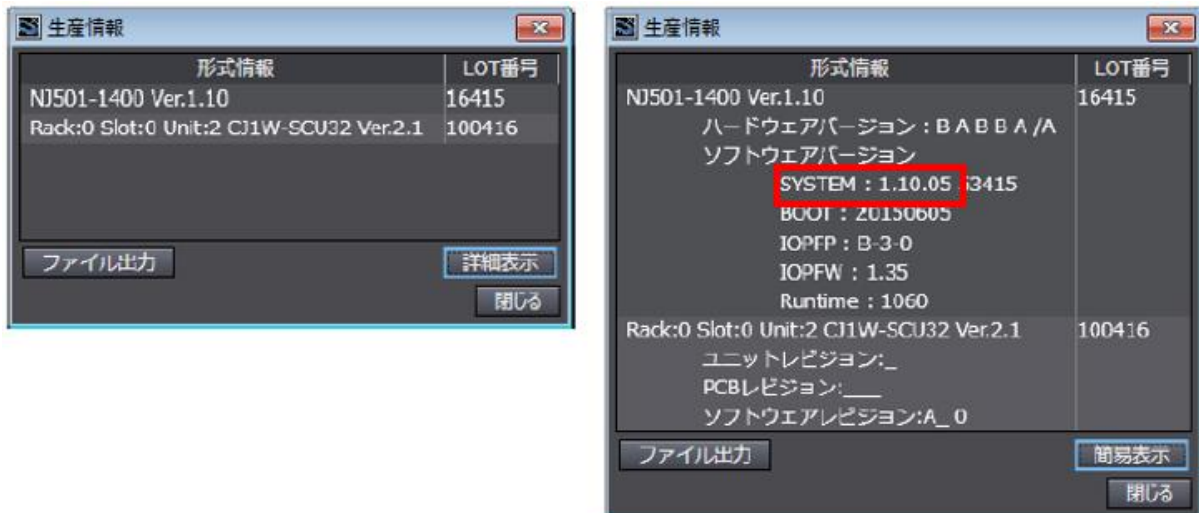 生産情報
形式情報 LOT番号
NJ501-1400 Ver.1.10 16415
Rack:0 Slot:0 Unit:2 CJ1W-SCU32 Ver.2.1 100416
ファイル出力 詳細表示
閉じる
生産情報
形式情報 LOT番号
NJ501-1400 Ver.1.10 16415
ハードウェアバージョン : B A B B A /A
ソフトウェアバージョン
SYSTEM : 1.10.05 53415
BOOT : 20150605
IOPFP : B-3-0
IOPFW : 1.35
Runtime : 1060
Rack:0 Slot:0 Unit:2 CJ1W-SCU32 Ver.2.1 100416
ユニットレビジョン:_
PCBレビジョン:___
ソフトウェアレビジョン:A_ 0
ファイル出力 簡易表示
閉じる